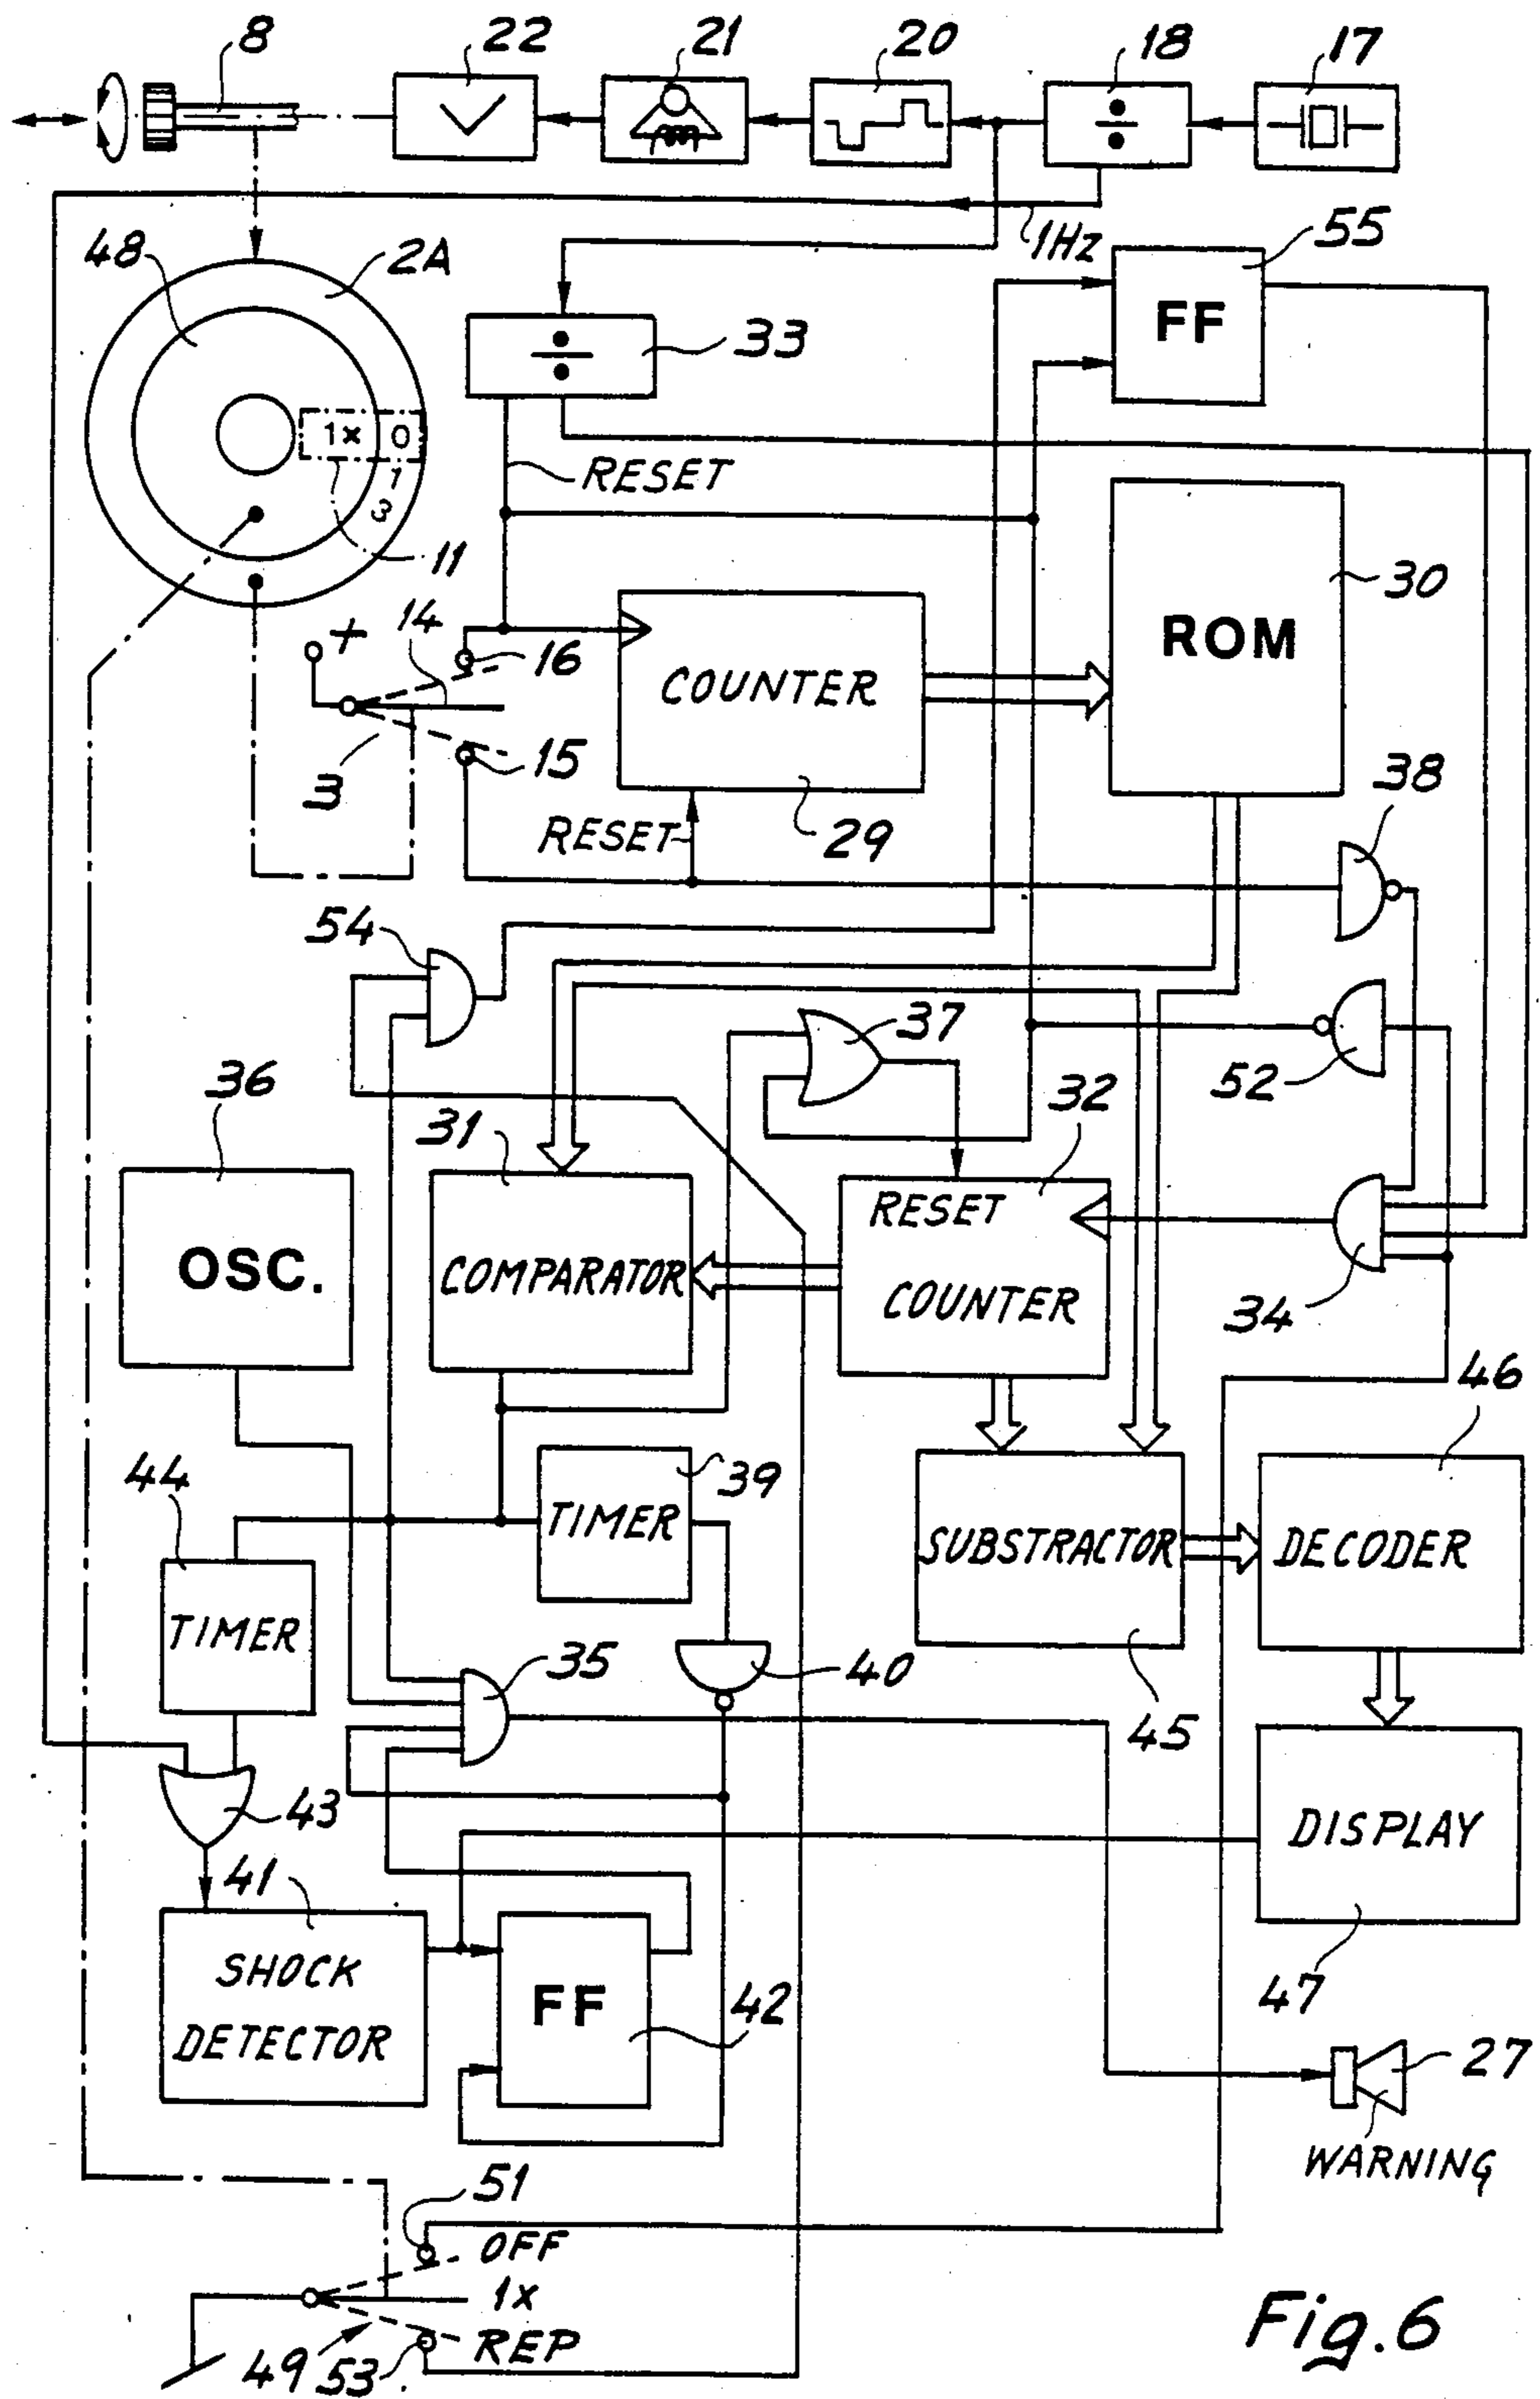 8
22
21
20
18
17
1Hz
55
48
2A
FF
33
1x
0
1
3
RESET
11
30
ROM
+
14
16
COUNTER
15
3
38
RESET
29
54
37
36
32
52
31
RESET
OSC.
COMPARATOR
COUNTER
34
46
44
39
TIMER
SUBSTRACTOR
DECODER
TIMER
35
40
45
43
DISPLAY
41
SHOCK
DETECTOR
FF
42
47
27
WARNING
51
OFF
1x
REP
49
53
Fig.6